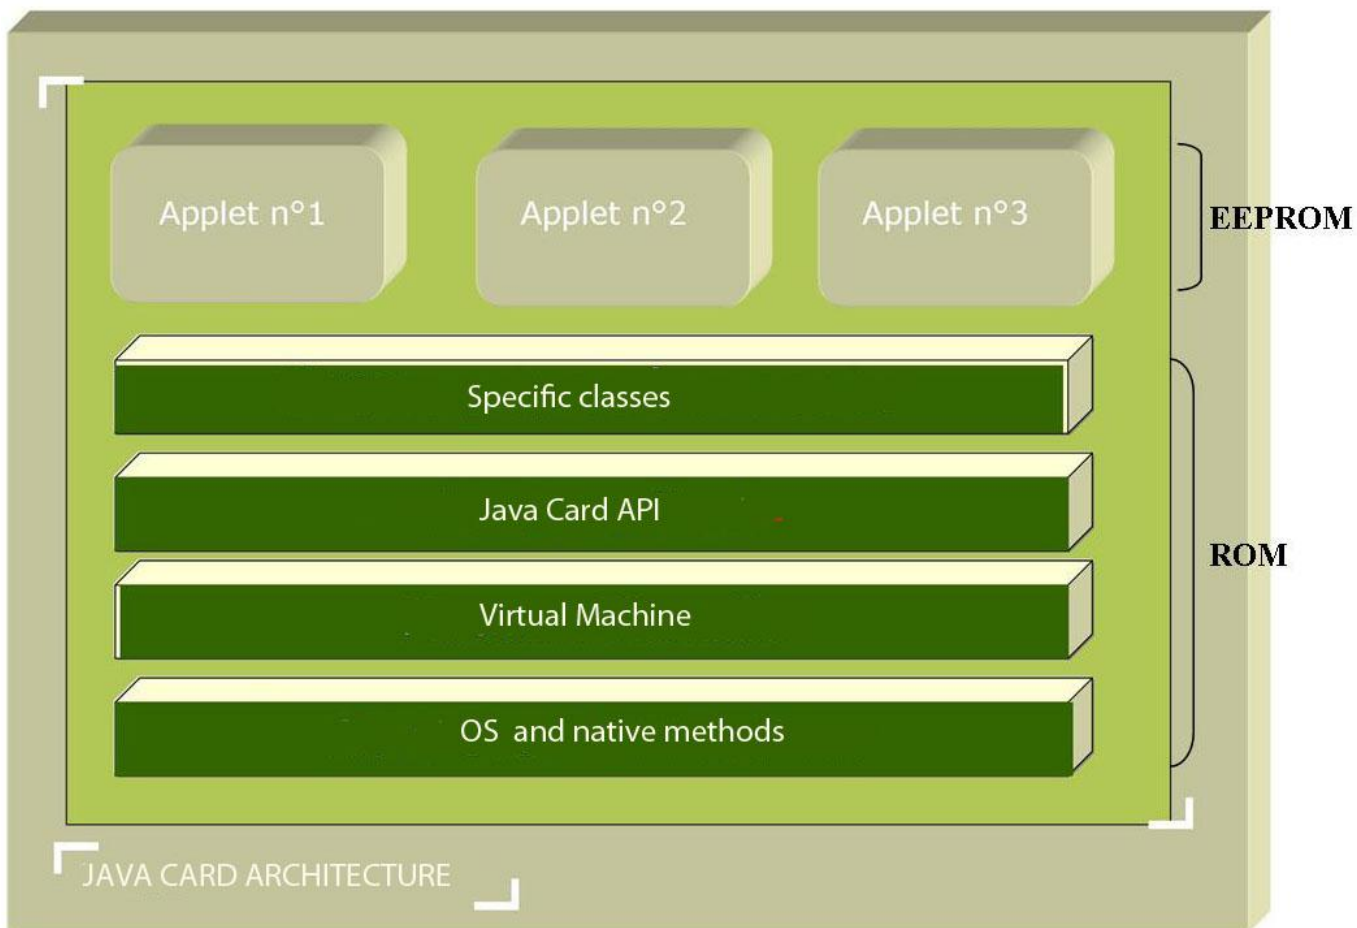 Applet n°1
Applet n°2
Applet n°3
EEPROM
Specific classes
Java Card API
Virtual Machine
ROM
OS and native methods
JAVA CARD ARCHITECTURE